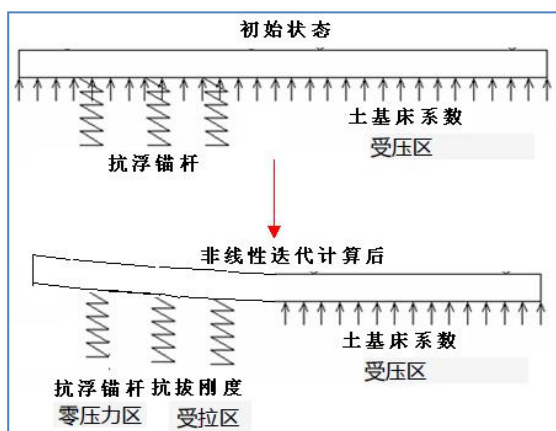 初始状态
土基床系数
受压区
抗浮锚杆
非线性迭代计算后
土基床系数
受压区
抗浮锚杆 抗拔刚度
零压力区 受拉区